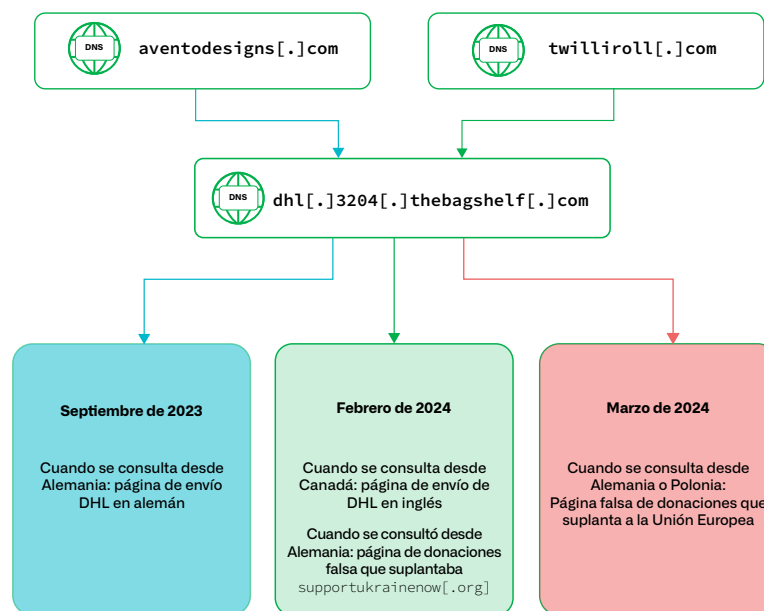 DNS
aventodesigns[.]com
DNS
twilliroll[.]com
DNS
dhl[.]3204[.]thebagshelf[.]com
Septiembre de 2023
Cuando se consulta desde
Alemania: página de envío
DHL en alemán
Febrero de 2024
Cuando se consulta desde
Canadá: página de envío de
DHL en inglés
Cuando se consultó desde
Alemania: página de donaciones
falsa que suplantaba
supportukrainenow[.org]
Marzo de 2024
Cuando se consulta desde
Alemania o Polonia:
Página falsa de donaciones que
suplanta a la Unión Europea